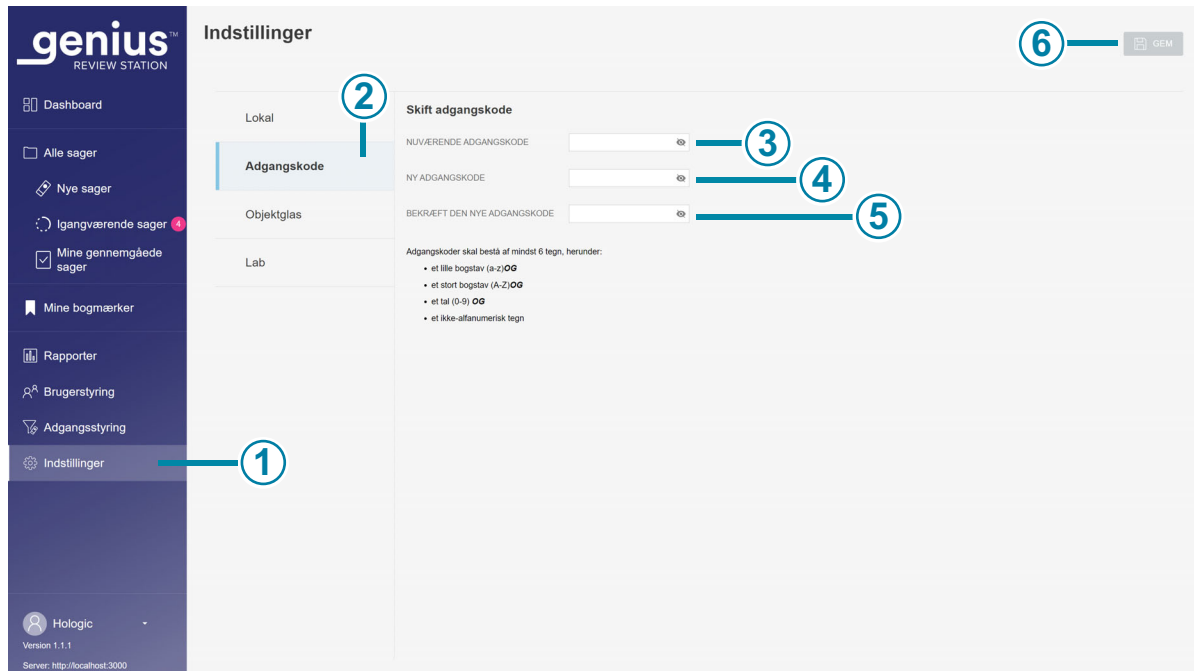 genius™
REVIEW STATION
Dashboard
Alle sager
Nye sager
Igangværende sager 4
Mine gennemgåede
sager
Mine bogmærker
Rapporter
Brugerstyring
Adgangsstyring
Indstillinger
1
Hologic
Version 1.1.1
Server: http://localhost:3000
Indstillinger
6
GEM
2
Lokal
Adgangskode
Objektglas
Lab
Skift adgangskode
NUVÆRENDE ADGANGSKODE
3
NY ADGANGSKODE
4
BEKRÆFT DEN NYE ADGANGSKODE
5
Adgangskoder skal bestå af mindst 6 tegn, herunder:
• et lille bogstav (a-z)OG
• et stort bogstav (A-Z)OG
• et tal (0-9) OG
• et ikke-alfanumerisk tegn